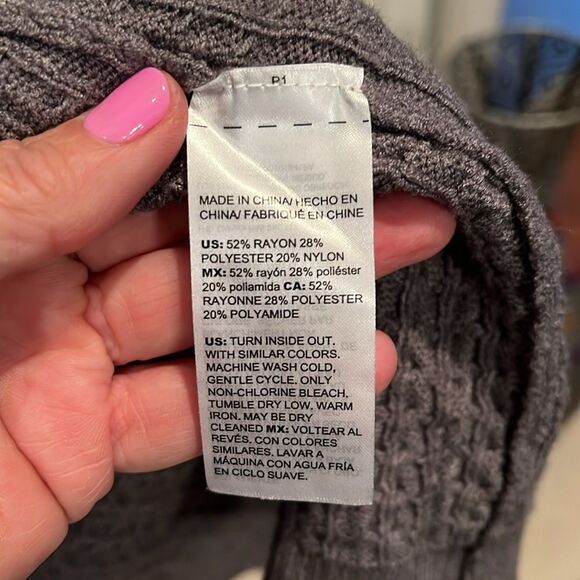 P1
MADE IN CHINA/ HECHO EN
CHINA/ FABRIQUÉ EN CHINE
US: 52% RAYON 28%
POLYESTER 20% NYLON
MX: 52% rayón 28% poliéster
20% poliamida CA: 52%
RAYONNE 28% POLYESTER
20% POLYAMIDE
US: TURN INSIDE OUT.
WITH SIMILAR COLORS.
MACHINE WASH COLD,
GENTLE CYCLE. ONLY
NON-CHLORINE BLEACH.
TUMBLE DRY LOW. WARM
IRON. MAY BE DRY
CLEANED MX: VOLTEAR AL
REVÉS. CON COLORES
SIMILARES. LAVAR A
MÁQUINA CON AGUA FRÍA
EN CICLO SUAVE.